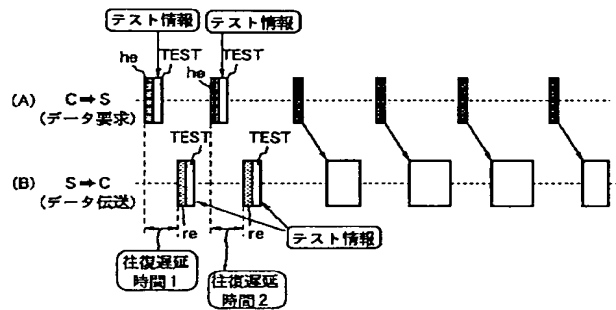 テスト情報
テスト情報
he
TEST
he
TEST
(A)
C➡S
(データ要求)
TEST
TEST
(B)
S➡C
(データ伝送)
re
re
テスト情報
往復遅延
時間1
往復遅延
時間2